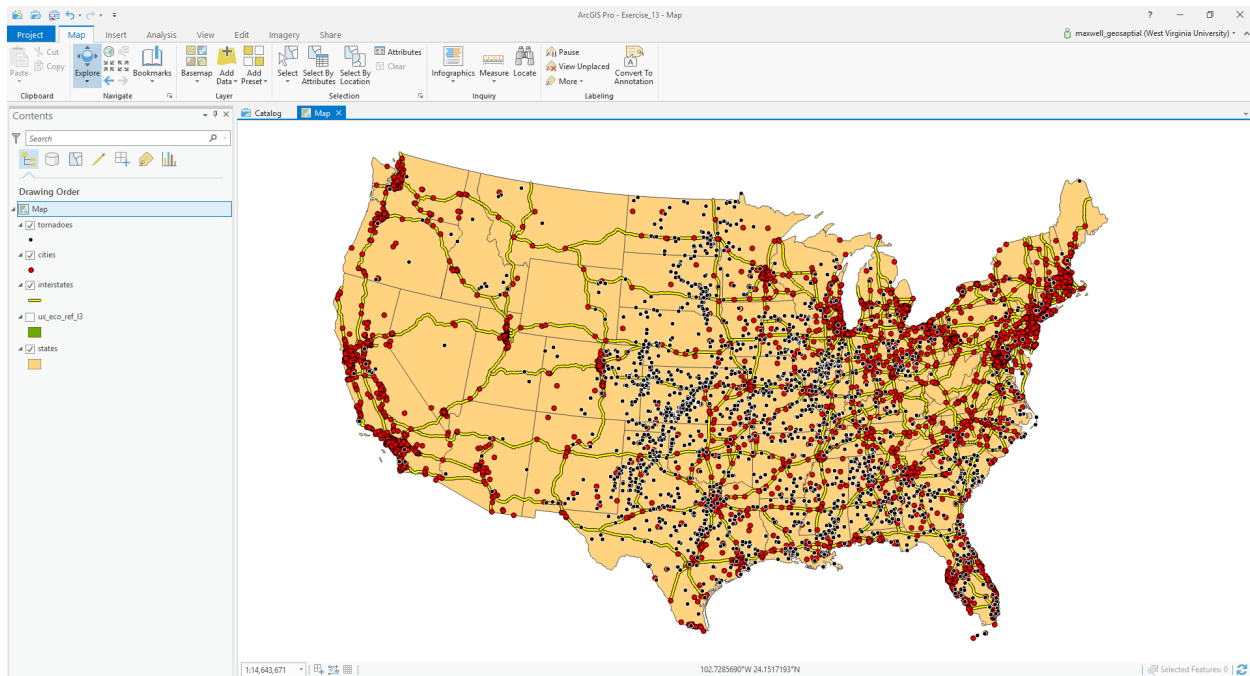 ArcGIS Pro - Exercise_13 - Map
?
Project Map Insert Analysis View Edit Imagery Share
maxwell_geosaptial (West Virginia University)
Paste
Cut
Copy
Clipboard
Explore
Bookmarks
Navigate
Basemap
Add Data
Add Preset
Layer
Select
Select By Attributes
Select By Location
Attributes
Clear
Selection
Infographics
Measure
Locate
Inquiry
Pause
View Unplaced
More
Convert To Annotation
Labeling
Contents
Catalog
Map
Search
Drawing Order
Map
tornadoes
cities
interstates
us_eco_ref_l3
states
1:14,643,671
102.7285690°W 24.1517193°N
Selected Features: 0